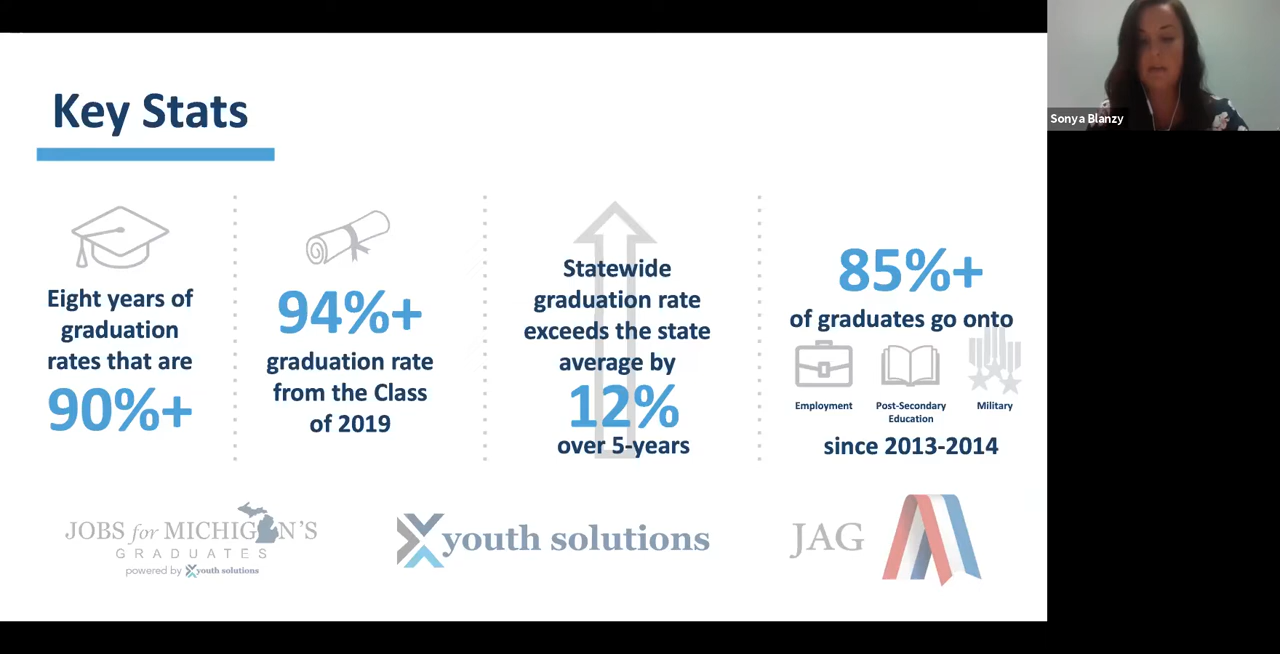 Key Stats
Eight years of
graduation
rates that are
90%+
94%+
graduation rate
from the Class
of 2019
Statewide
graduation rate
exceeds the state
average by
12%
over 5-years
85%+
of graduates go onto
Employment
Post-Secondary
Education
Military
since 2013-2014
JOBS for MICHIGAN'S
GRADUATES
powered by youth solutions
youth solutions
JAG
Sonya Blanzy